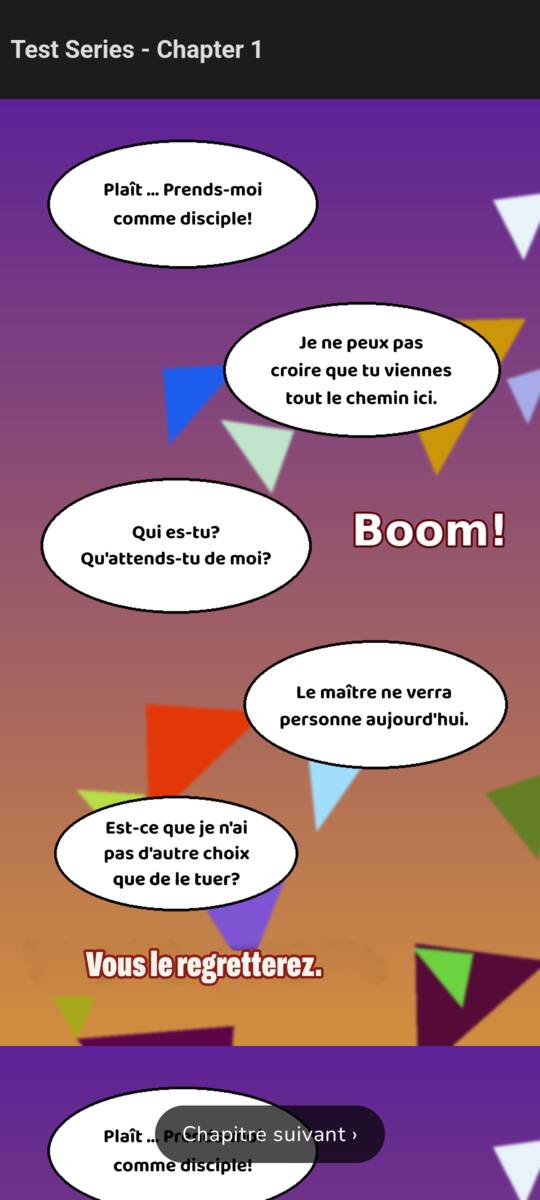 Test Series - Chapter 1
Plaît ... Prends-moi
comme disciple!
Je ne peux pas
croire que tu viennes
tout le chemin ici.
Boom!
Qui es-tu?
Qu'attends-tu de moi?
Le maître ne verra
personne aujourd'hui.
Est-ce que je n'ai
pas d'autre choix
que de le tuer?
Vous le regretterez.
Plaît ...
Chapitre suivant ›
comme disciple!